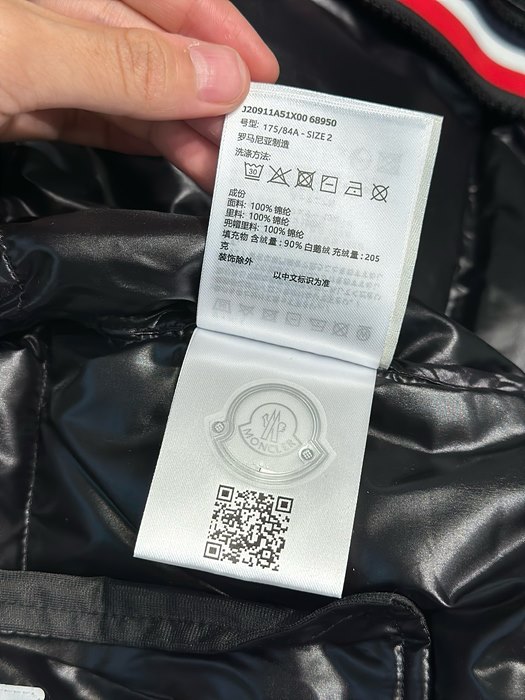 J20911A51X00 68950
号型: 175/84A - SIZE 2
罗马尼亚制造
洗涤方法:
30
成份
面料: 100% 锦纶
里料: 100% 锦纶
兜帽里料: 100% 锦纶
填充物 含绒量: 90% 白鹅绒 充绒量: 205
克
装饰除外
以中文标识为准
MONCLER